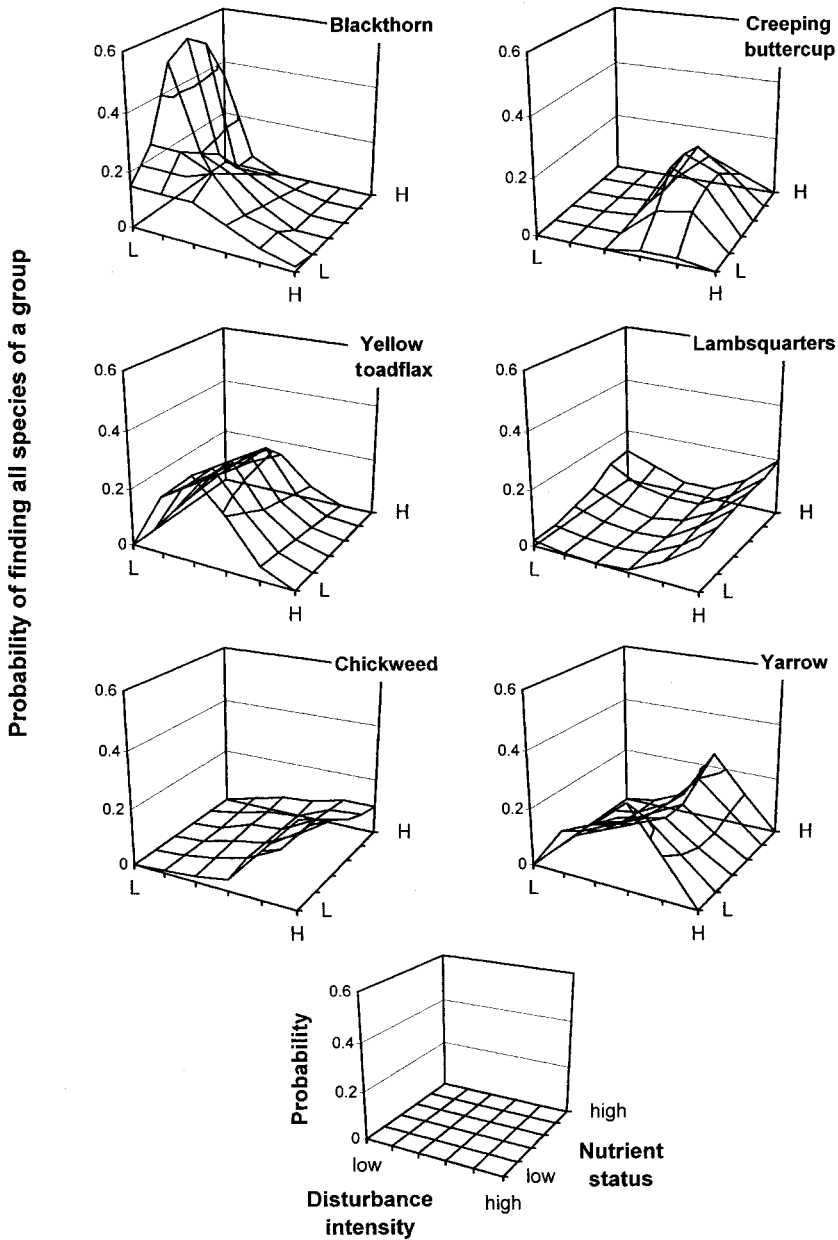 Probability of finding all species of a group
Blackthorn
0.6
0.4
0.2
0
L
H
L
H
Creeping
buttercup
0.6
0.4
0.2
0
L
H
L
H
Yellow
toadflax
0.6
0.4
0.2
0
L
H
L
H
Lambsquarters
0.6
0.4
0.2
0
L
H
L
H
Chickweed
0.6
0.4
0.2
0
L
H
L
H
Yarrow
0.6
0.4
0.2
0
L
H
L
H
Probability
0.6
0.4
0.2
0
low
high
Disturbance
intensity
low
high
Nutrient
status